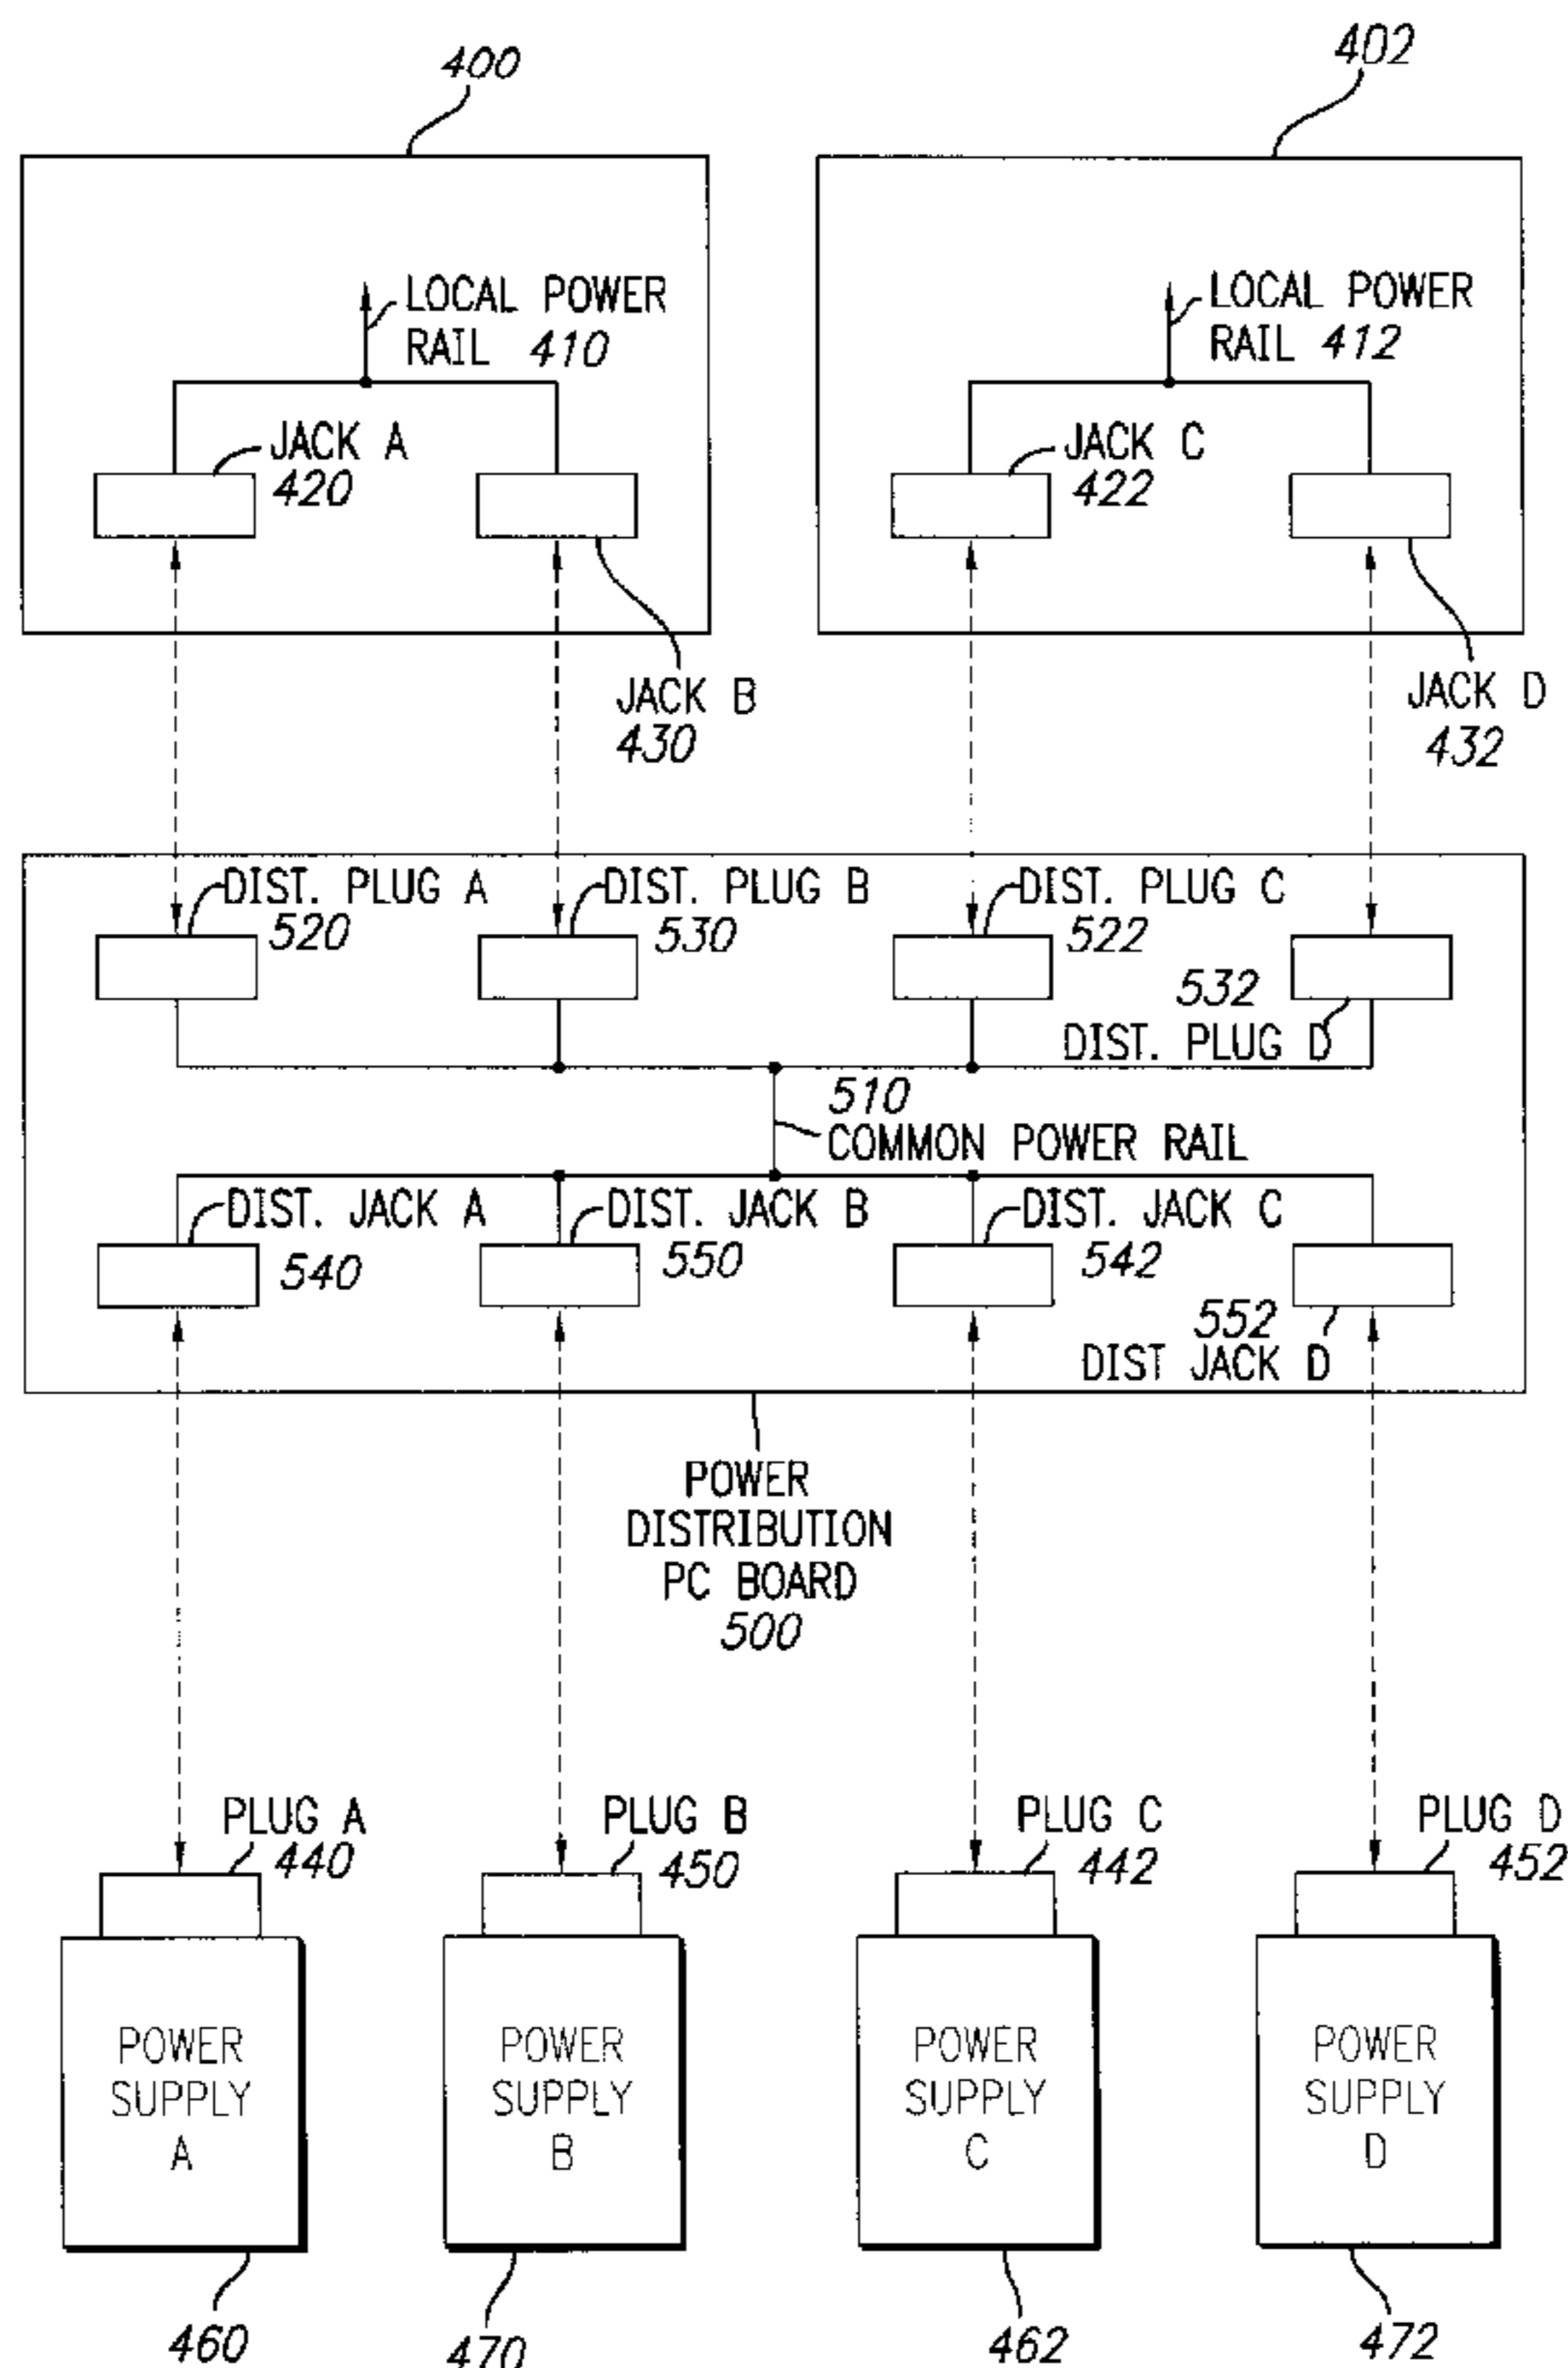 400
402
LOCAL POWER
RAIL 410
LOCAL POWER
RAIL 412
JACK A
420
JACK C
422
JACK B
430
JACK D
432
DIST. PLUG A
520
DIST. PLUG B
530
DIST. PLUG C
522
532
DIST. PLUG D
510
COMMON POWER RAIL
DIST. JACK A
540
DIST. JACK B
550
DIST. JACK C
542
552
DIST JACK D
POWER
DISTRIBUTION
PC BOARD
500
PLUG A
440
PLUG B
450
PLUG C
442
PLUG D
452
POWER
SUPPLY
A
POWER
SUPPLY
B
POWER
SUPPLY
C
POWER
SUPPLY
D
460
470
462
472